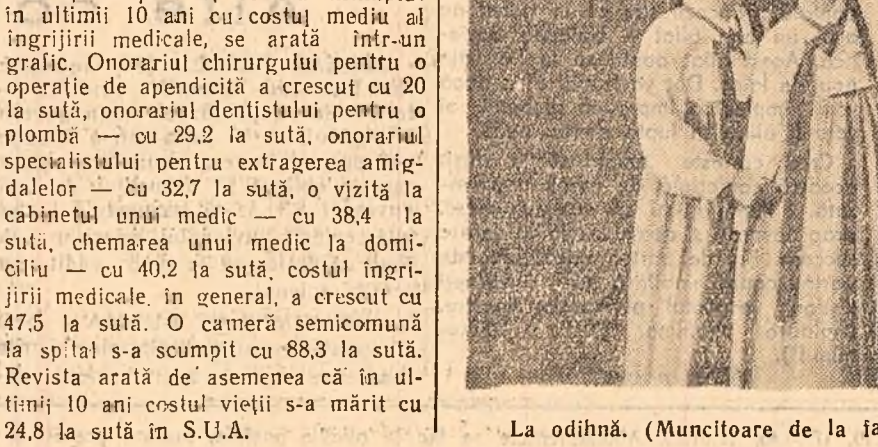 în ultimii 10 ani cu costul mediu al
îngrijirii medicale, se arată într-un
grafic. Onorariul chirurgului pentru o
operație de apendicită a crescut cu 20
la sută, onorariul dentistului pentru o
plombă — cu 29,2 la sută, onorariul
specialistului pentru extragerea amig-
dalelor — cu 32,7 la sută, o vizită la
cabinetul unui medic — cu 38,4 la
sută, chemarea unui medic la domi-
ciliu — cu 40,2 la sută, costul îngri-
jirii medicale, în general, a crescut cu
47,5 la sută. O cameră semicomună
la spital s-a scumpit cu 88,3 la sută.
Revista arată de asemenea că în ul-
timii 10 ani costul vieții s-a mărit cu
24,8 la sută în S.U.A.
La odihnă. (Muncitoare de la fa